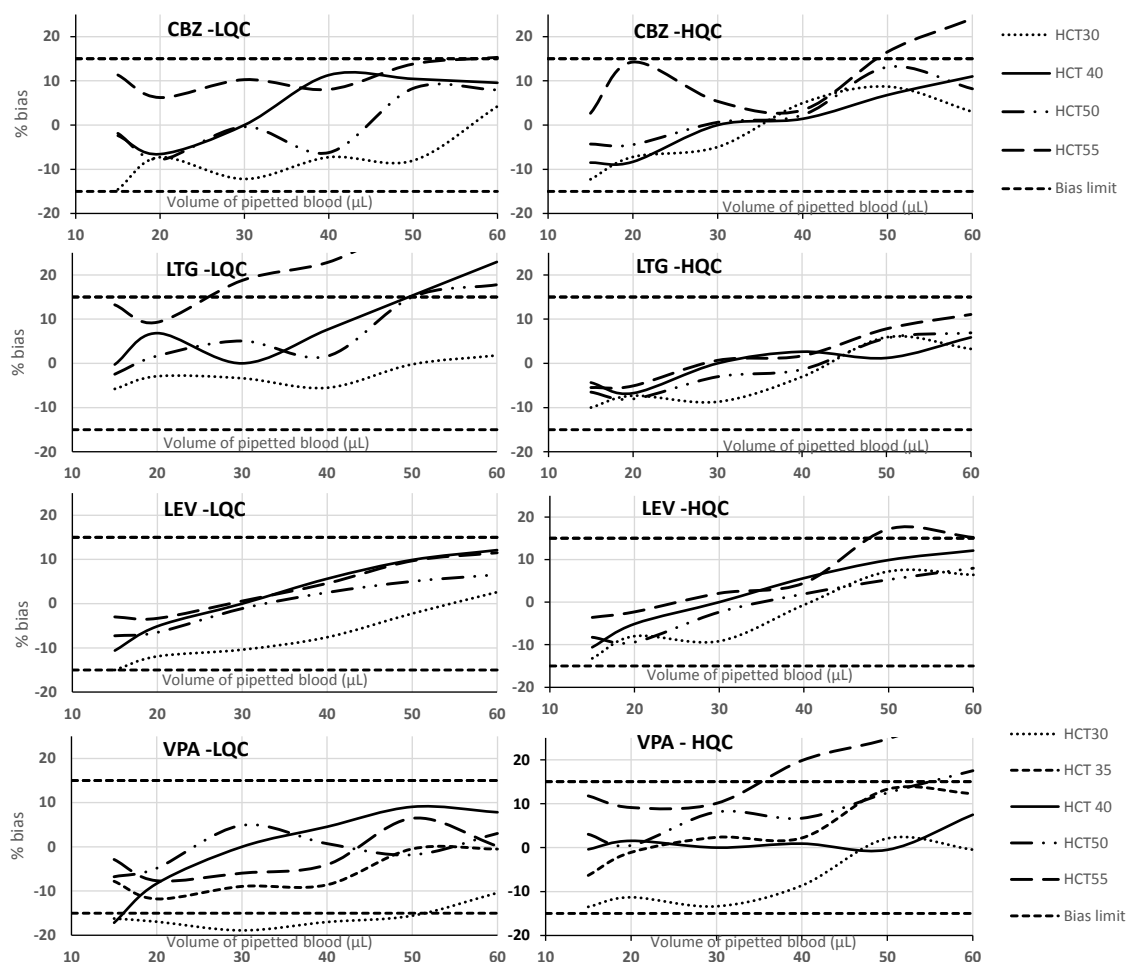 CBZ -LQC
% bias
20
10
0
-10
-20
Volume of pipetted blood (µL)
10 20 30 40 50 60
CBZ -HQC
20
10
0
-10
-20
Volume of pipetted blood (µL)
10 20 30 40 50 60
HCT30
HCT 40
HCT50
HCT55
Bias limit
LTG -LQC
% bias
20
10
0
-10
-20
Volume of pipetted blood (µL)
10 20 30 40 50 60
LTG -HQC
20
10
0
-10
-20
Volume of pipetted blood (µL)
10 20 30 40 50 60
LEV -LQC
% bias
20
10
0
-10
-20
Volume of pipetted blood (µL)
10 20 30 40 50 60
LEV -HQC
20
10
0
-10
-20
Volume of pipetted blood (µL)
10 20 30 40 50 60
VPA -LQC
% bias
20
10
0
-10
-20
Volume of pipetted blood (µL)
10 20 30 40 50 60
VPA - HQC
20
10
0
-10
-20
Volume of pipetted blood (µL)
10 20 30 40 50 60
HCT30
HCT 35
HCT 40
HCT50
HCT55
Bias limit